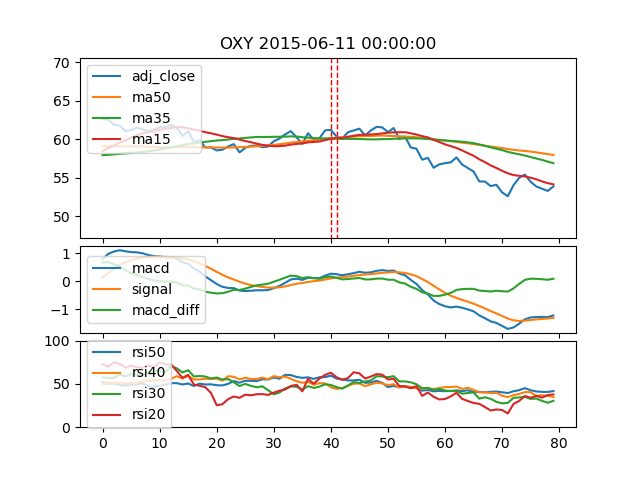 OXY 2015-06-11 00:00:00
70
65
60
55
50
adj_close
ma50
ma35
ma15
1
0
−1
macd
signal
macd_diff
100
50
0
rsi50
rsi40
rsi30
rsi20
0 10 20 30 40 50 60 70 80